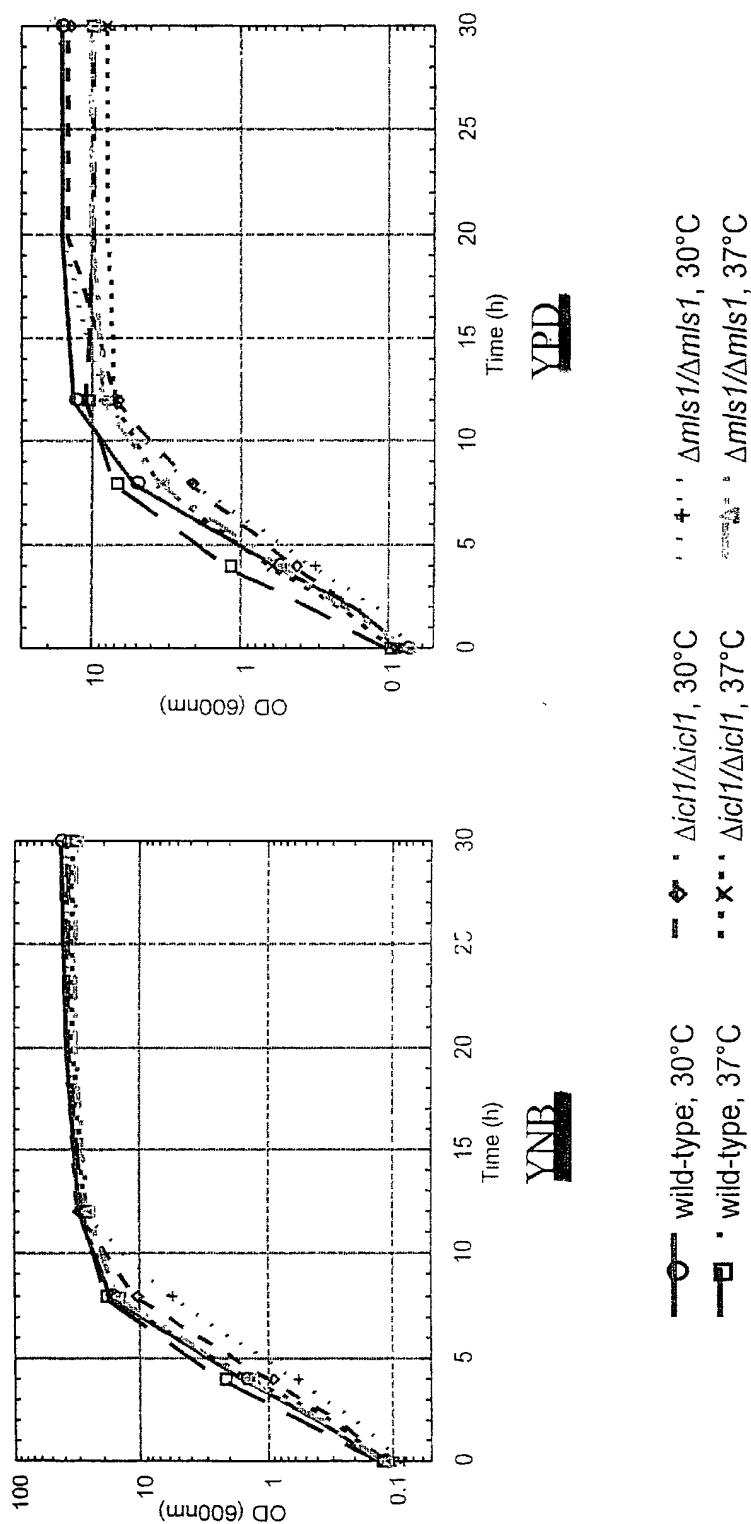 100
10
1
0.1
OD (600nm)
0
5
10
15
20
25
30
Time (h)
YNB
10
1
0 1
OD (600nm)
0
5
10
15
20
25
30
Time (h)
YPD
wild-type, 30°C
wild-type, 37°C
Δicl1/Δicl1, 30°C
Δicl1/Δicl1, 37°C
Δmls1/Δmls1, 30°C
Δmls1/Δmls1, 37°C